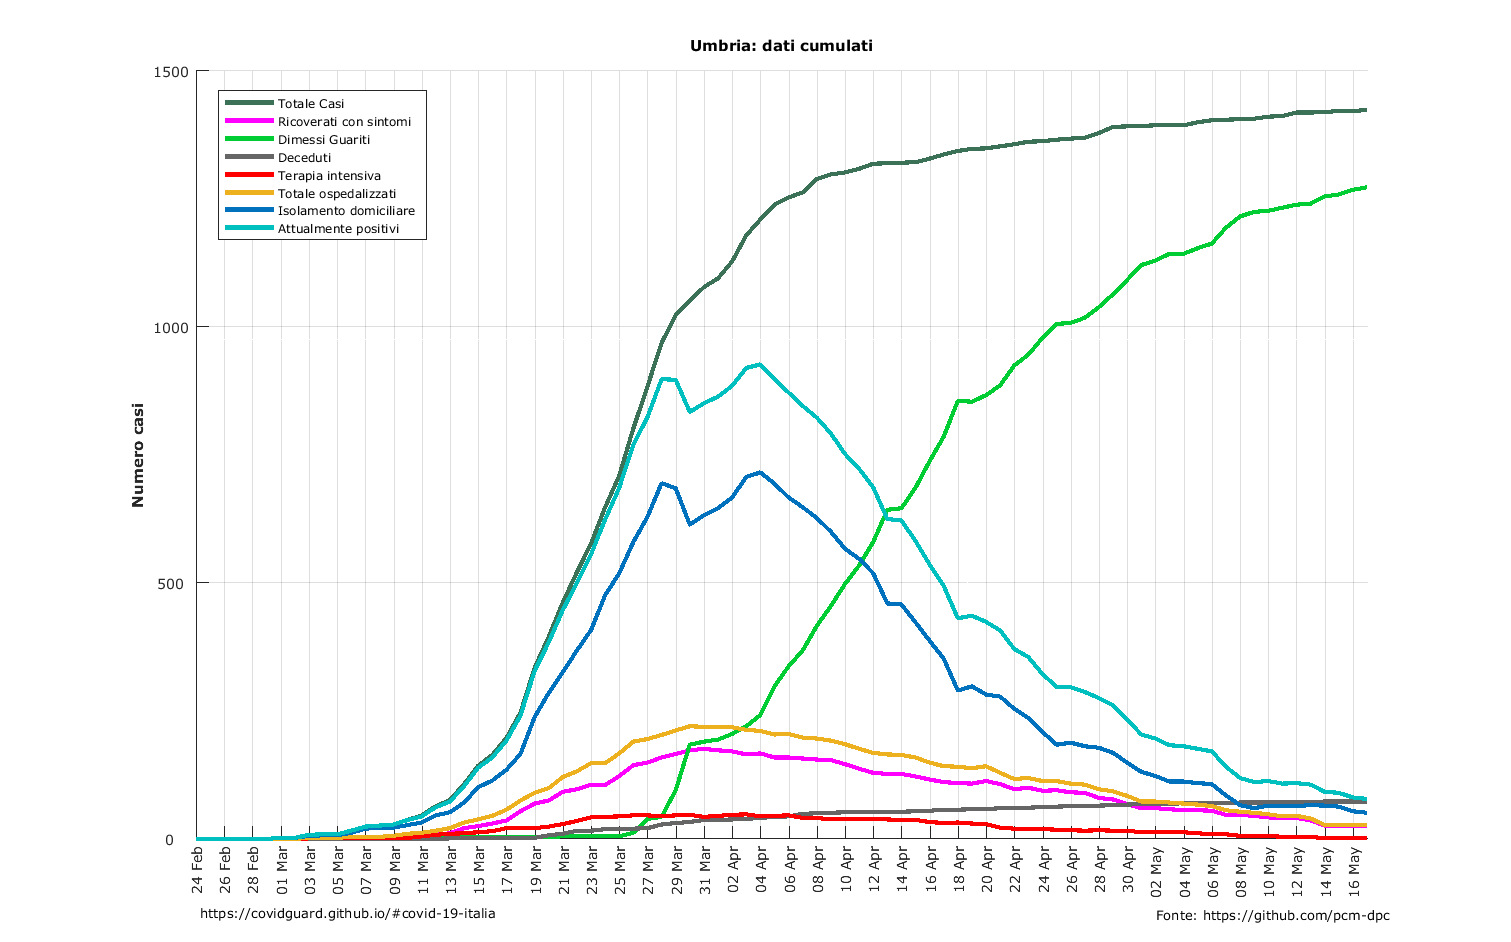 Umbria: dati cumulati
1500
1000
500
0
Numero casi
Totale Casi
Ricoverati con sintomi
Dimessi Guariti
Deceduti
Terapia intensiva
Totale ospedalizzati
Isolamento domiciliare
Attualmente positivi
24 Feb
26 Feb
28 Feb
01 Mar
03 Mar
05 Mar
07 Mar
09 Mar
11 Mar
13 Mar
15 Mar
17 Mar
19 Mar
21 Mar
23 Mar
25 Mar
27 Mar
29 Mar
31 Mar
02 Apr
04 Apr
06 Apr
08 Apr
10 Apr
12 Apr
14 Apr
16 Apr
18 Apr
20 Apr
22 Apr
24 Apr
26 Apr
28 Apr
30 Apr
02 May
04 May
06 May
08 May
10 May
12 May
14 May
16 May
https://covidguard.github.io/#covid-19-italia
Fonte: https://github.com/pcm-dpc